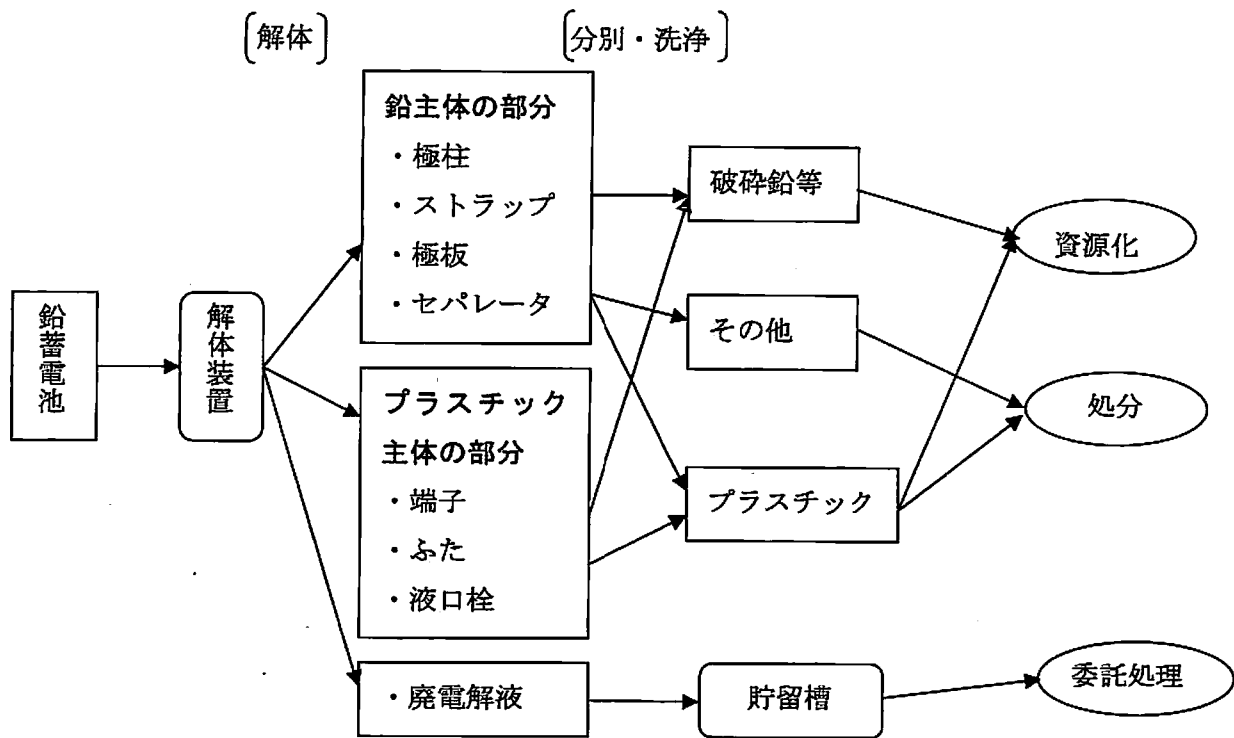 〔解体〕
〔分別・洗浄〕
鉛蓄電池
解体装置
鉛主体の部分
・極柱
・ストラップ
・極板
・セパレータ
プラスチック
主体の部分
・端子
・ふた
・液口栓
・廃電解液
破砕鉛等
その他
プラスチック
貯留槽
資源化
処分
委託処理